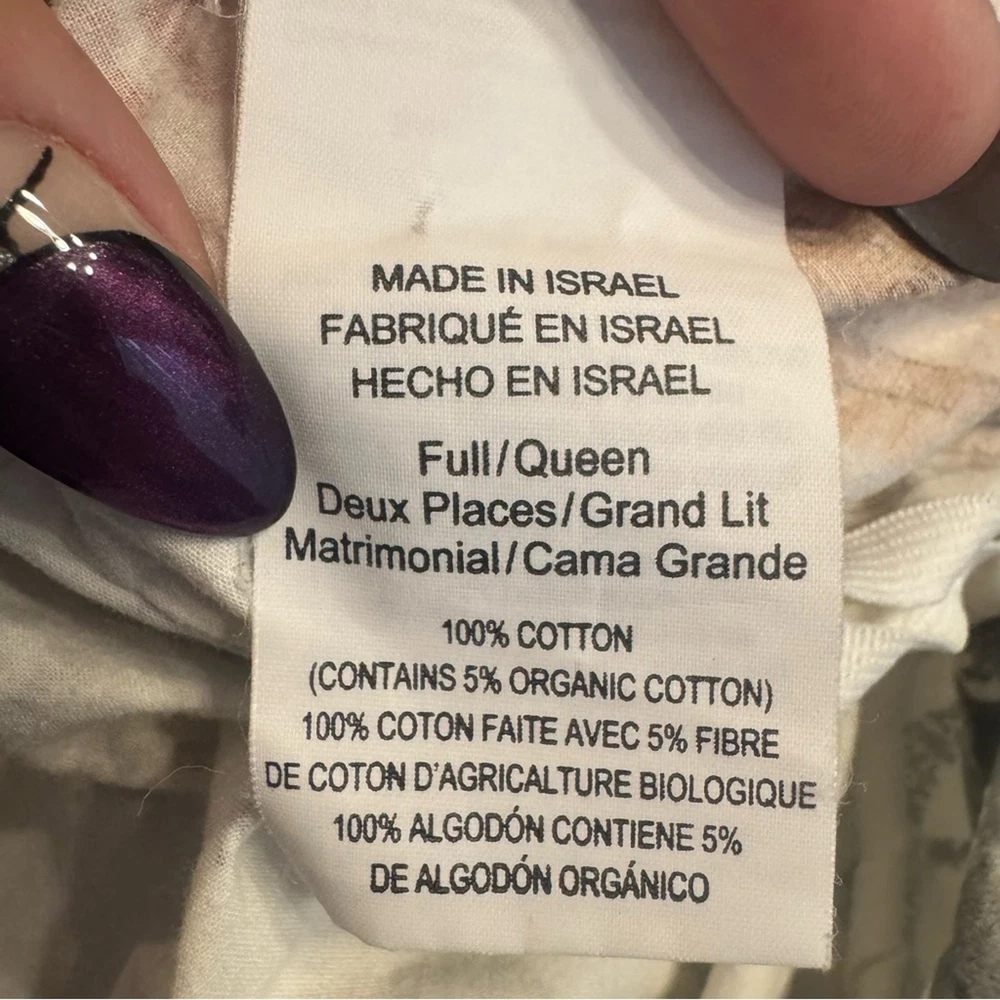 MADE IN ISRAEL
FABRIQUÉ EN ISRAEL
HECHO EN ISRAEL
Full/Queen
Deux Places/Grand Lit
Matrimonial/Cama Grande
100% COTTON
(CONTAINS 5% ORGANIC COTTON)
100% COTON FAITE AVEC 5% FIBRE
DE COTON D'AGRICALTURE BIOLOGIQUE
100% ALGODÓN CONTIENE 5%
DE ALGODÓN ORGÁNICO